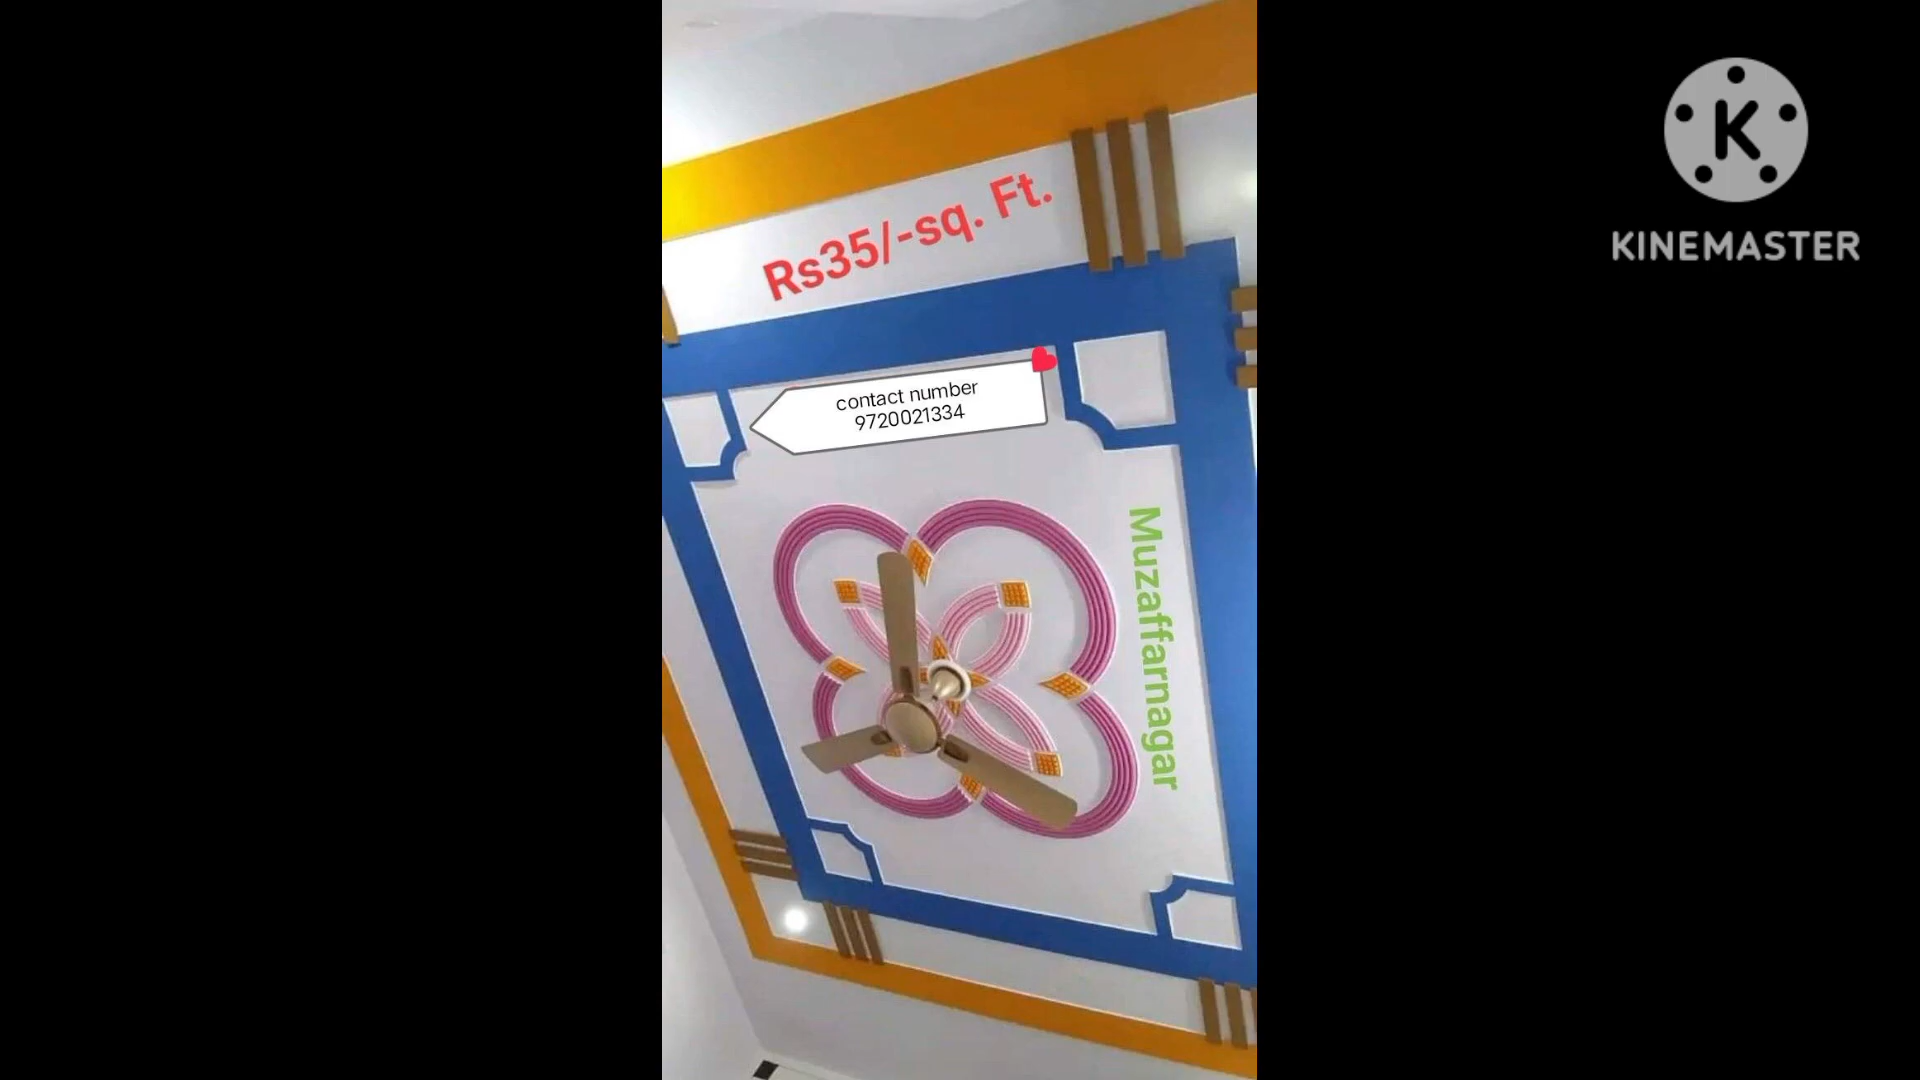 Rs35/-sq. Ft.
contact number
9720021334
Muzaffarnagar
K
KINEMASTER